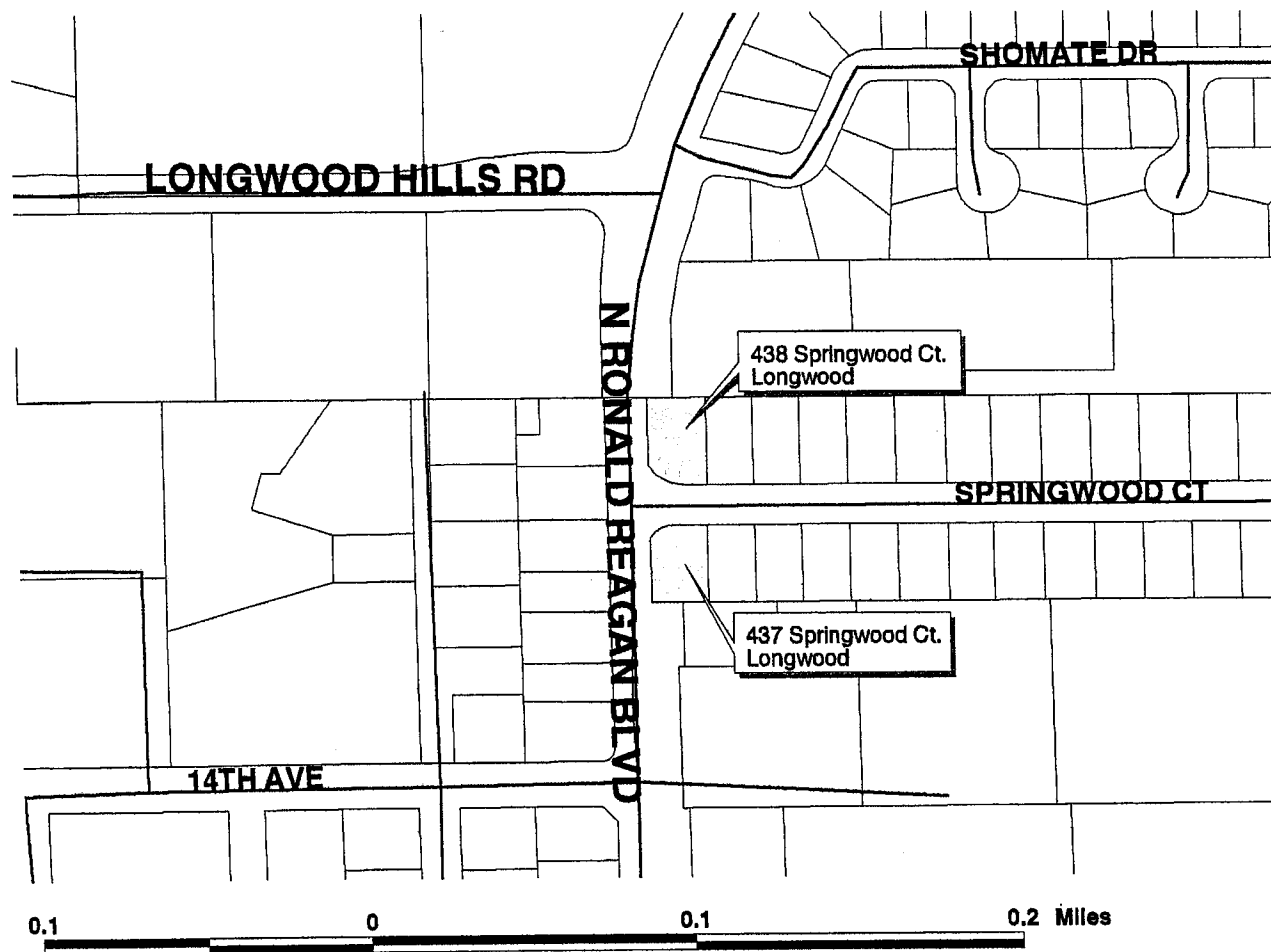 SHOMATE DR
LONGWOOD HILLS RD
N RONALD REAGAN BLVD
438 Springwood Ct.
Longwood
SPRINGWOOD CT
437 Springwood Ct.
Longwood
14TH AVE
0.1 0 0.1 0.2 Miles